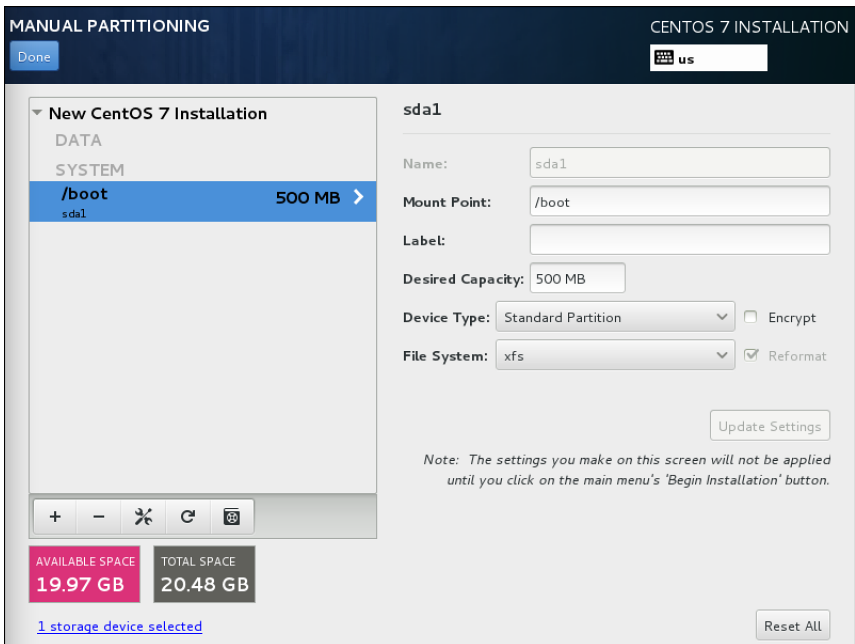 MANUAL PARTITIONING
CENTOS 7 INSTALLATION
Done
us
New CentOS 7 Installation
DATA
SYSTEM
/boot 500 MB
sda1
sda1
Name: sda1
Mount Point: /boot
Label:
Desired Capacity: 500 MB
Device Type: Standard Partition Encrypt
File System: xfs Reformat
Update Settings
Note: The settings you make on this screen will not be applied
until you click on the main menu's 'Begin Installation' button.
AVAILABLE SPACE
19.97 GB
TOTAL SPACE
20.48 GB
1 storage device selected
Reset All